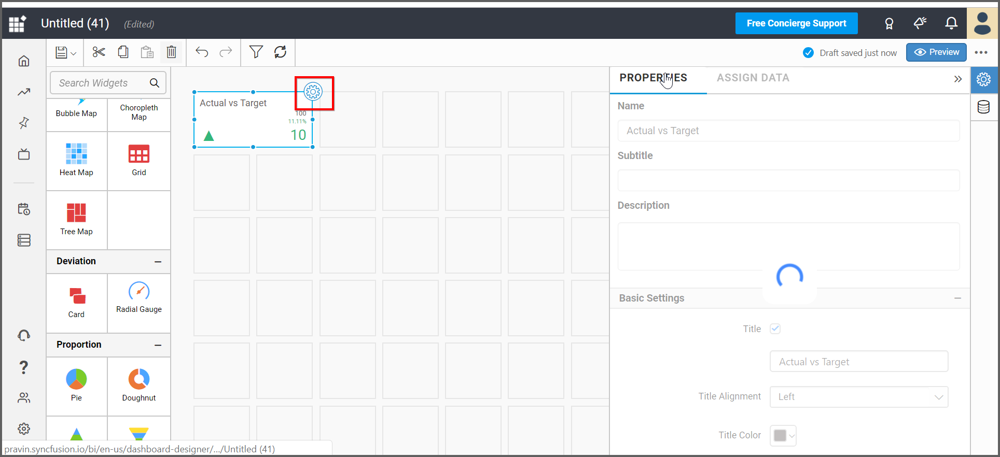 Untitled (41) (Edited)
Free Concierge Support
Draft saved just now
Preview
Search Widgets
Bubble Map
Choropleth
Map
Heat Map
Grid
Tree Map
Deviation
Card
Radial Gauge
Proportion
Pie
Doughnut
Actual vs Target
100
11.11%
10
PROPERTIES
ASSIGN DATA
Name
Actual vs Target
Subtitle
Description
Basic Settings
Title
Actual vs Target
Title Alignment
Left
Title Color
pravin.syncfusion.io/bi/en-us/dashboard-designer/.../Untitled (41)